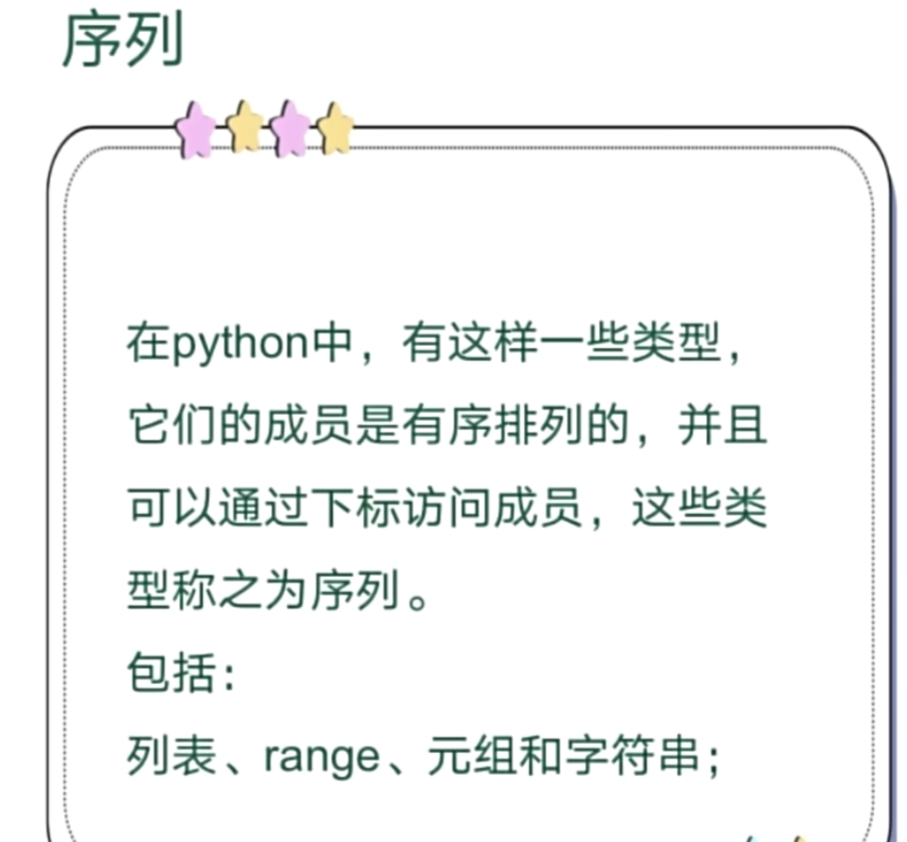 序列
在python中，有这样一些类型，
它们的成员是有序排列的，并且
可以通过下标访问成员，这些类
型称之为序列。
包括：
列表、range、元组和字符串；